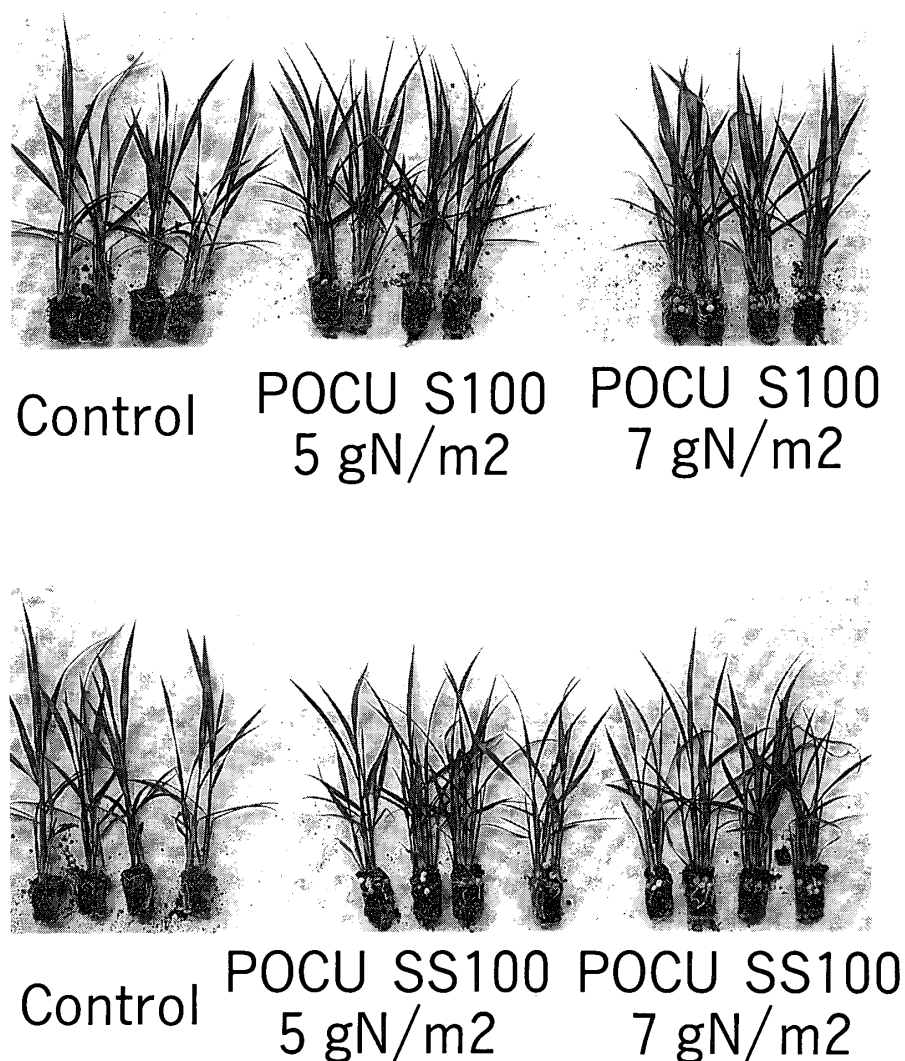 Control
POCU S100
5 gN/m2
POCU S100
7 gN/m2
Control
POCU SS100
5 gN/m2
POCU SS100
7 gN/m2